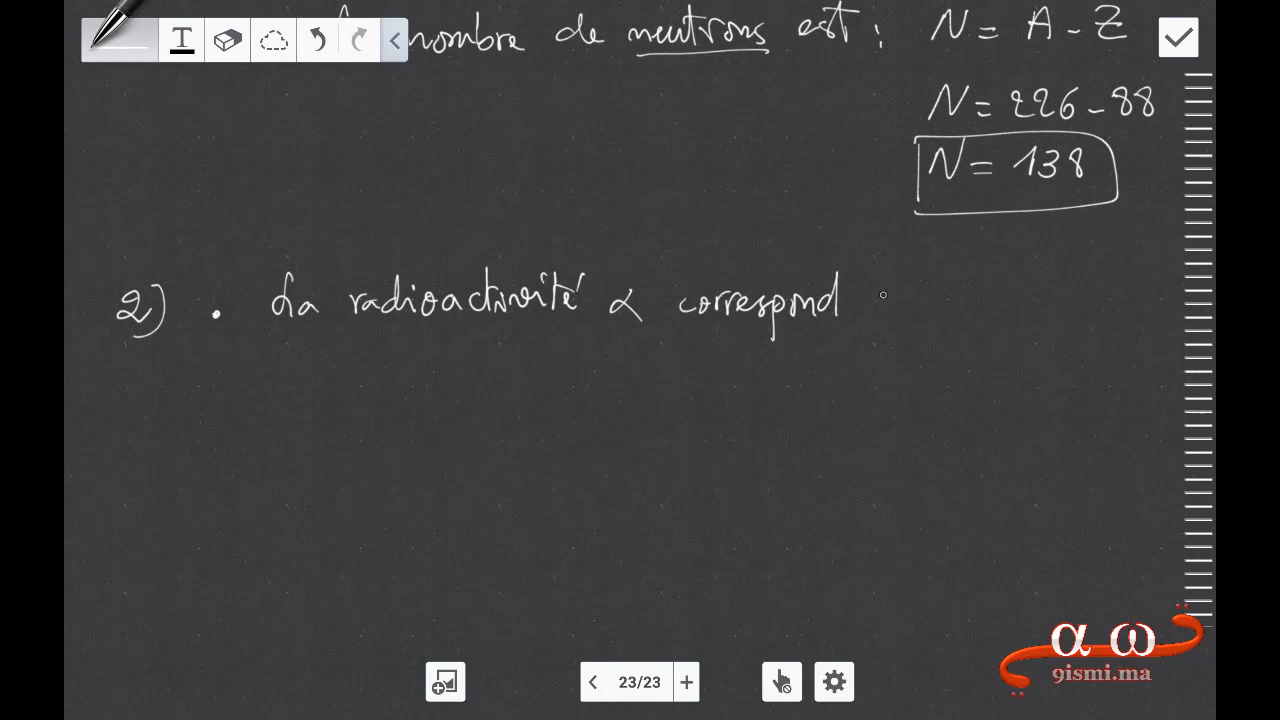 nombre de neutrons est : N = A - Z
N = 226 - 88
N = 138
2) . La radioactivité α correspond
23/23
α ω
9ismi.ma